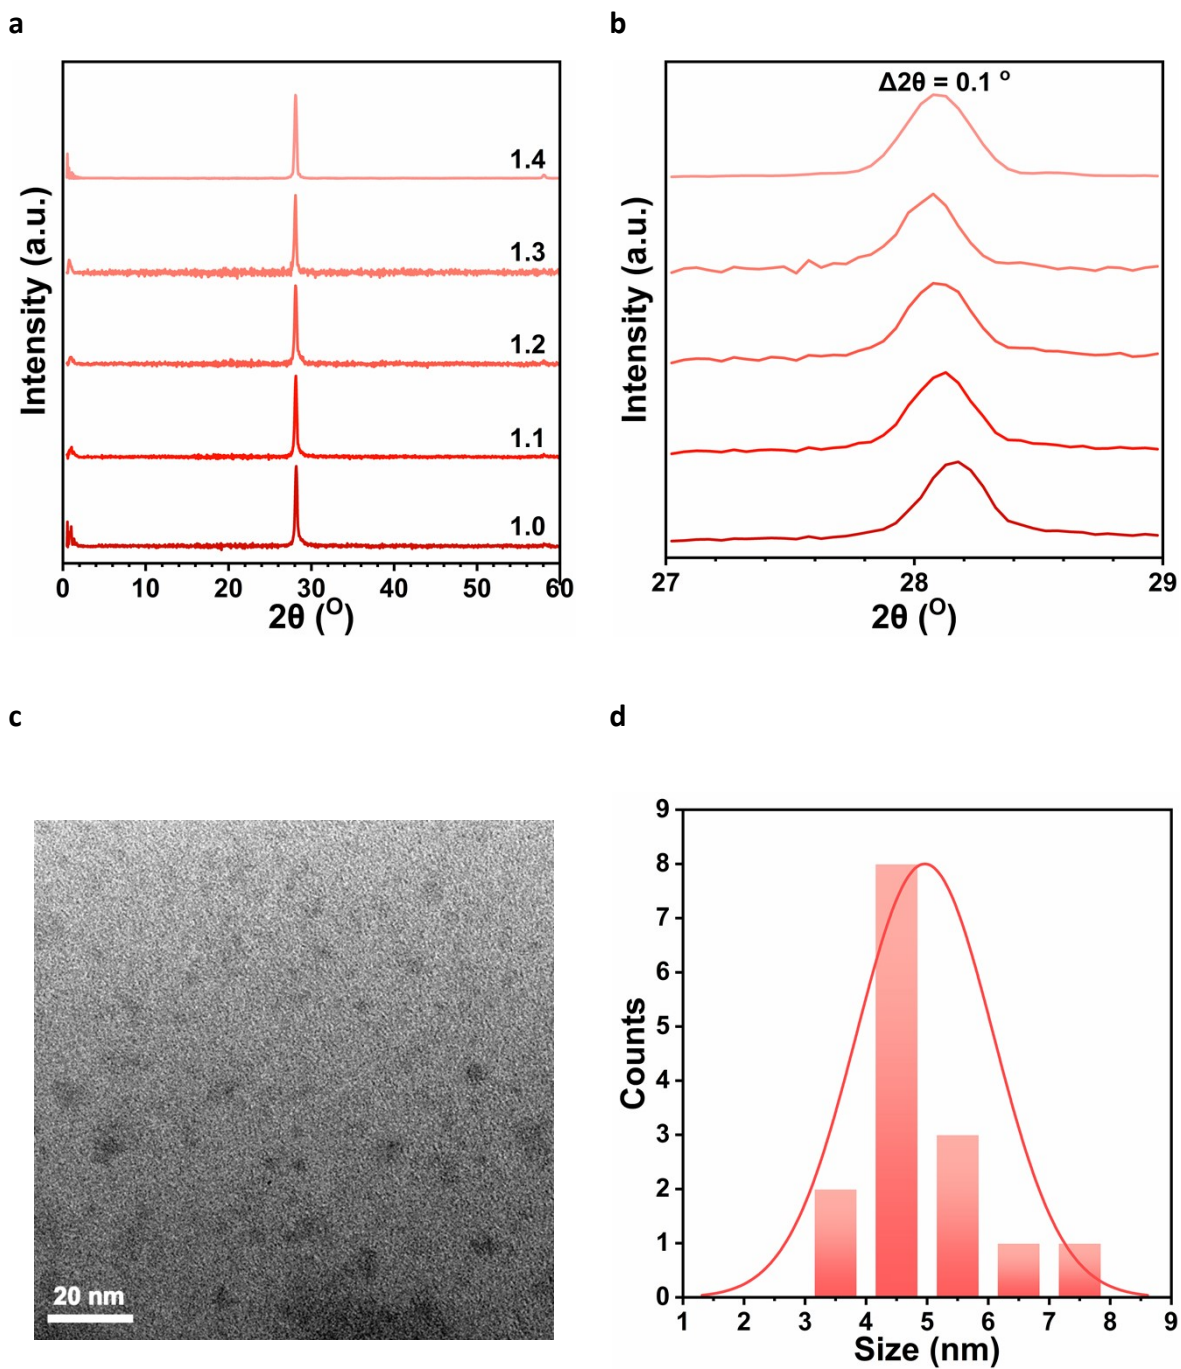 a
Intensity (a.u.)
1.4
1.3
1.2
1.1
1.0
0 10 20 30 40 50 60
2θ (O)
b
Δ2θ = 0.1 o
Intensity (a.u.)
27 28 29
2θ (O)
c
20 nm
d
Counts
9
8
7
6
5
4
3
2
1
0
1 2 3 4 5 6 7 8 9
Size (nm)